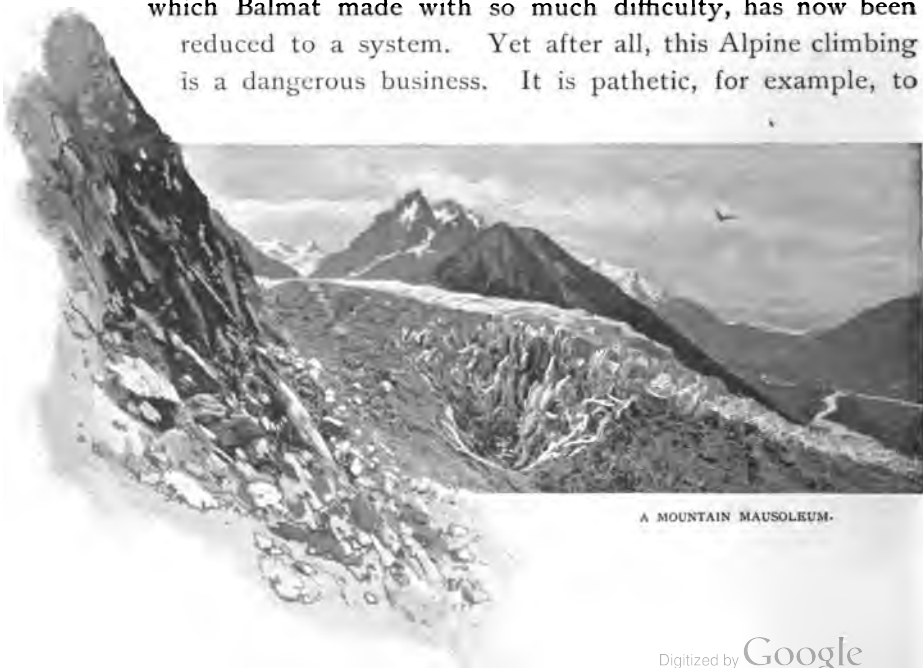 which Balmat made with so much difficulty, has now been
reduced to a system. Yet after all, this Alpine climbing
is a dangerous business. It is pathetic, for example, to
A MOUNTAIN MAUSOLEUM.
Digitized by Google